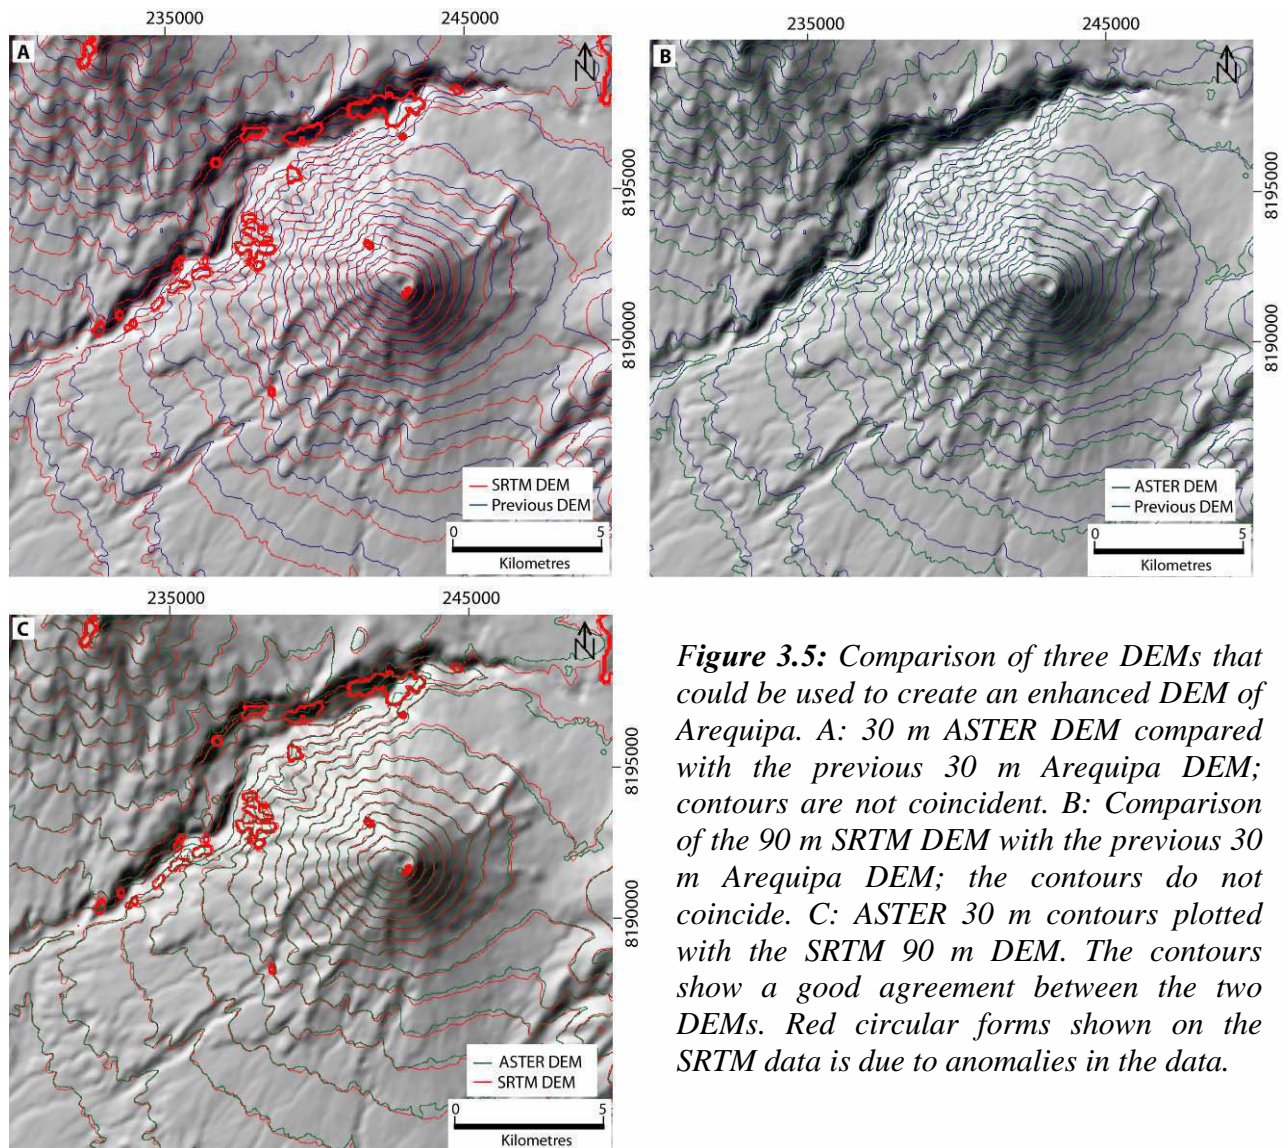 235000
245000
A
N
8195000
8190000
SRTM DEM
Previous DEM
0
5
Kilometres
235000
245000
B
N
8195000
8190000
ASTER DEM
Previous DEM
0
5
Kilometres
235000
245000
C
N
8195000
8190000
ASTER DEM
SRTM DEM
0
5
Kilometres
Figure 3.5: Comparison of three DEMs that
could be used to create an enhanced DEM of
Arequipa. A: 30 m ASTER DEM compared
with the previous 30 m Arequipa DEM;
contours are not coincident. B: Comparison
of the 90 m SRTM DEM with the previous 30
m Arequipa DEM; the contours do not
coincide. C: ASTER 30 m contours plotted
with the SRTM 90 m DEM. The contours
show a good agreement between the two
DEMs. Red circular forms shown on the
SRTM data is due to anomalies in the data.